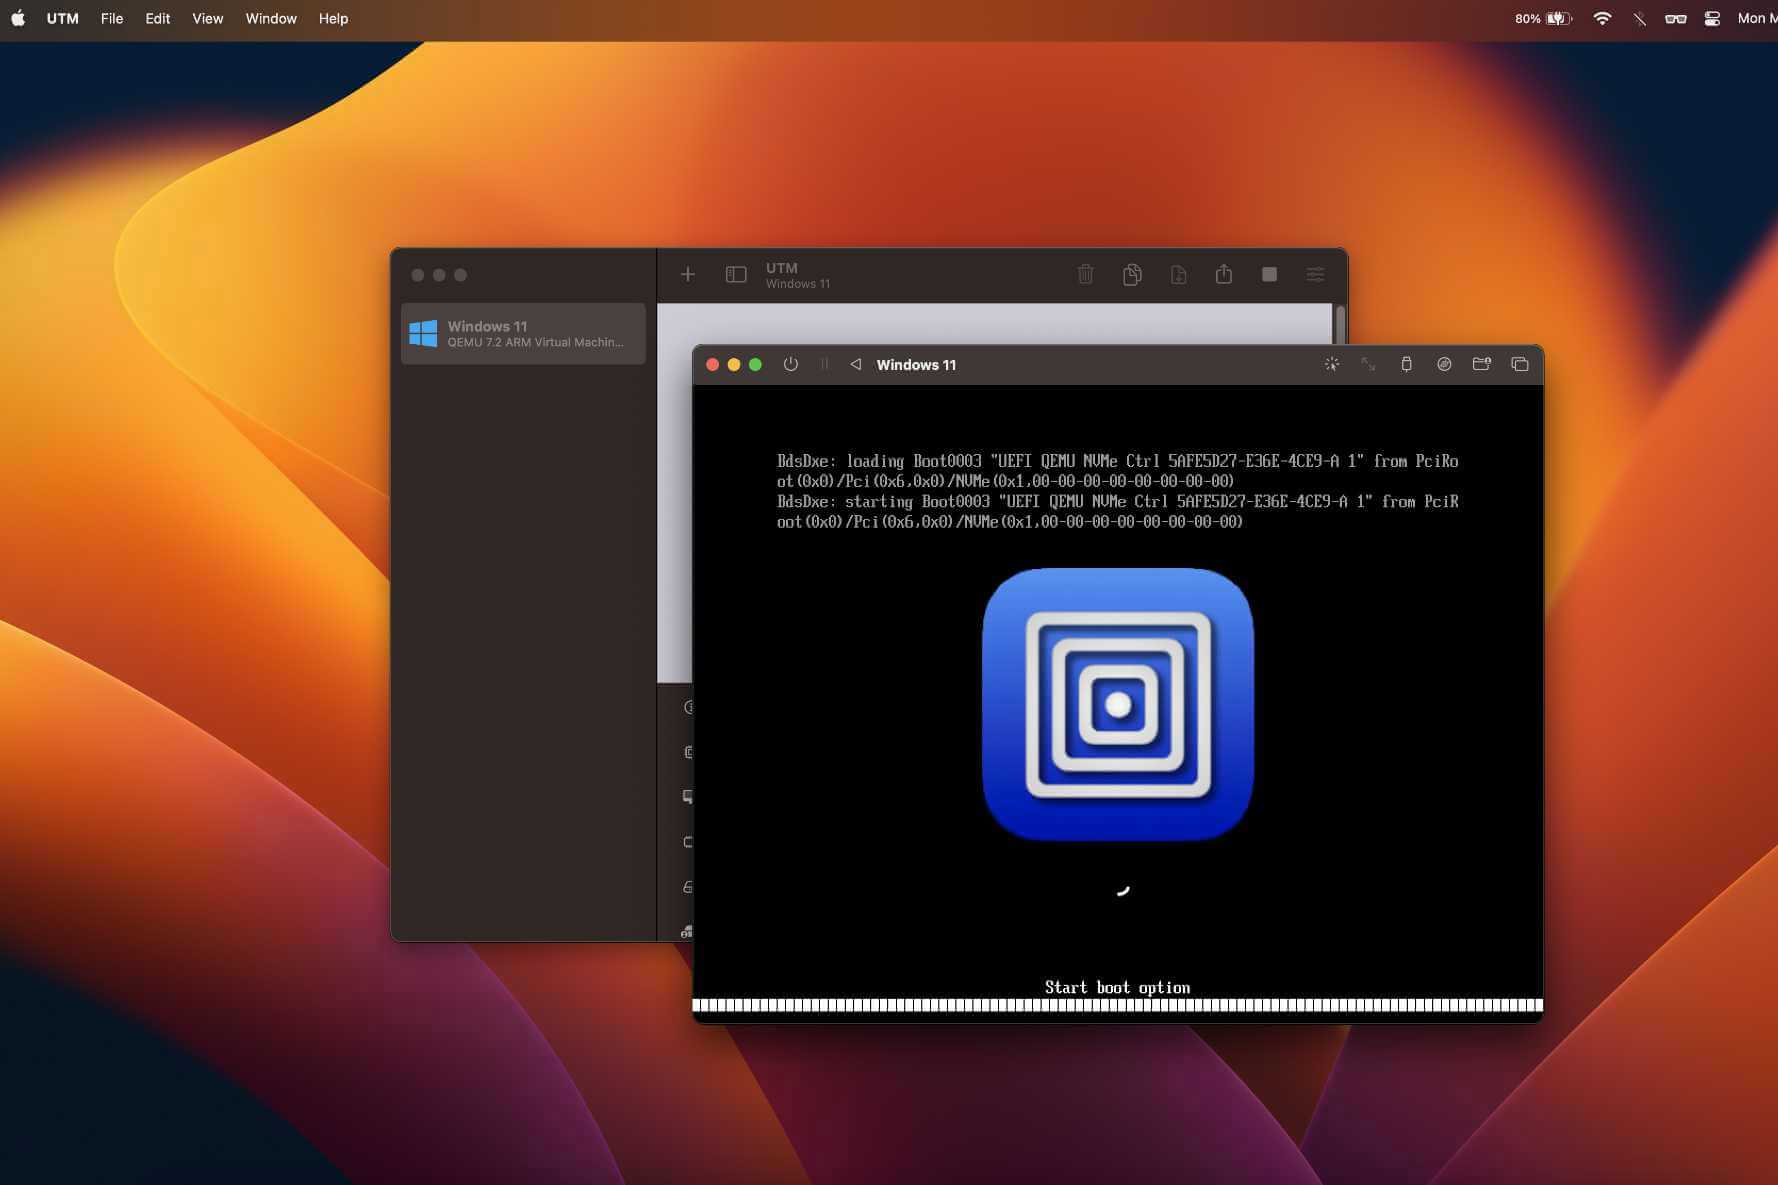 UTM File Edit View Window Help
80%
Mon
UTM
Windows 11
Windows 11
QEMU 7.2 ARM Virtual Machin...
Windows 11
BdsDxe: loading Boot0003 "UEFI QEMU NVMe Ctrl 5AFE5D27-E36E-4CE9-A 1" from PciRo
ot(0x0)/Pci(0x6,0x0)/NVMe(0x1,00-00-00-00-00-00-00-00)
BdsDxe: starting Boot0003 "UEFI QEMU NVMe Ctrl 5AFE5D27-E36E-4CE9-A 1" from PciR
oot(0x0)/Pci(0x6,0x0)/NVMe(0x1,00-00-00-00-00-00-00-00)
Start boot option